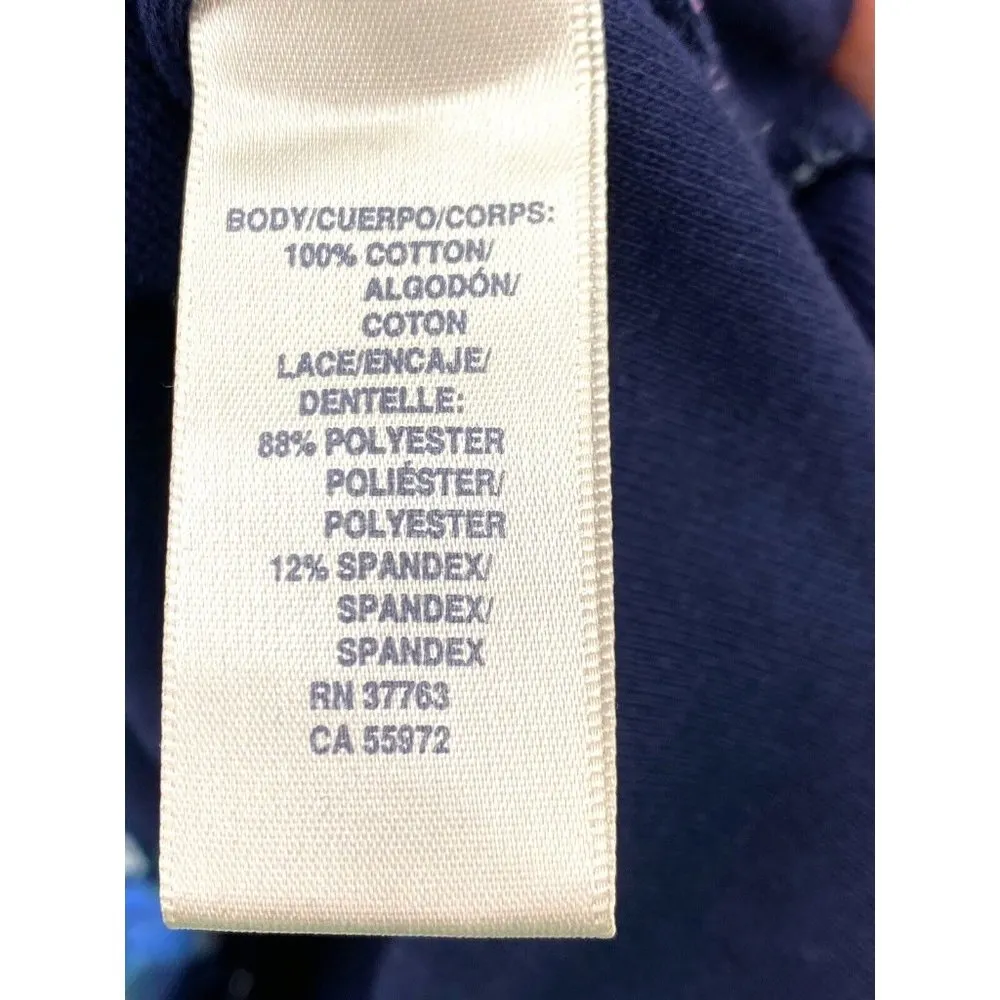 BODY/CUERPO/CORPS:
100% COTTON/
ALGODÓN/
COTON
LACE/ENCAJE/
DENTELLE:
88% POLYESTER
POLIÉSTER/
POLYESTER
12% SPANDEX/
SPANDEX/
SPANDEX
RN 37763
CA 55972